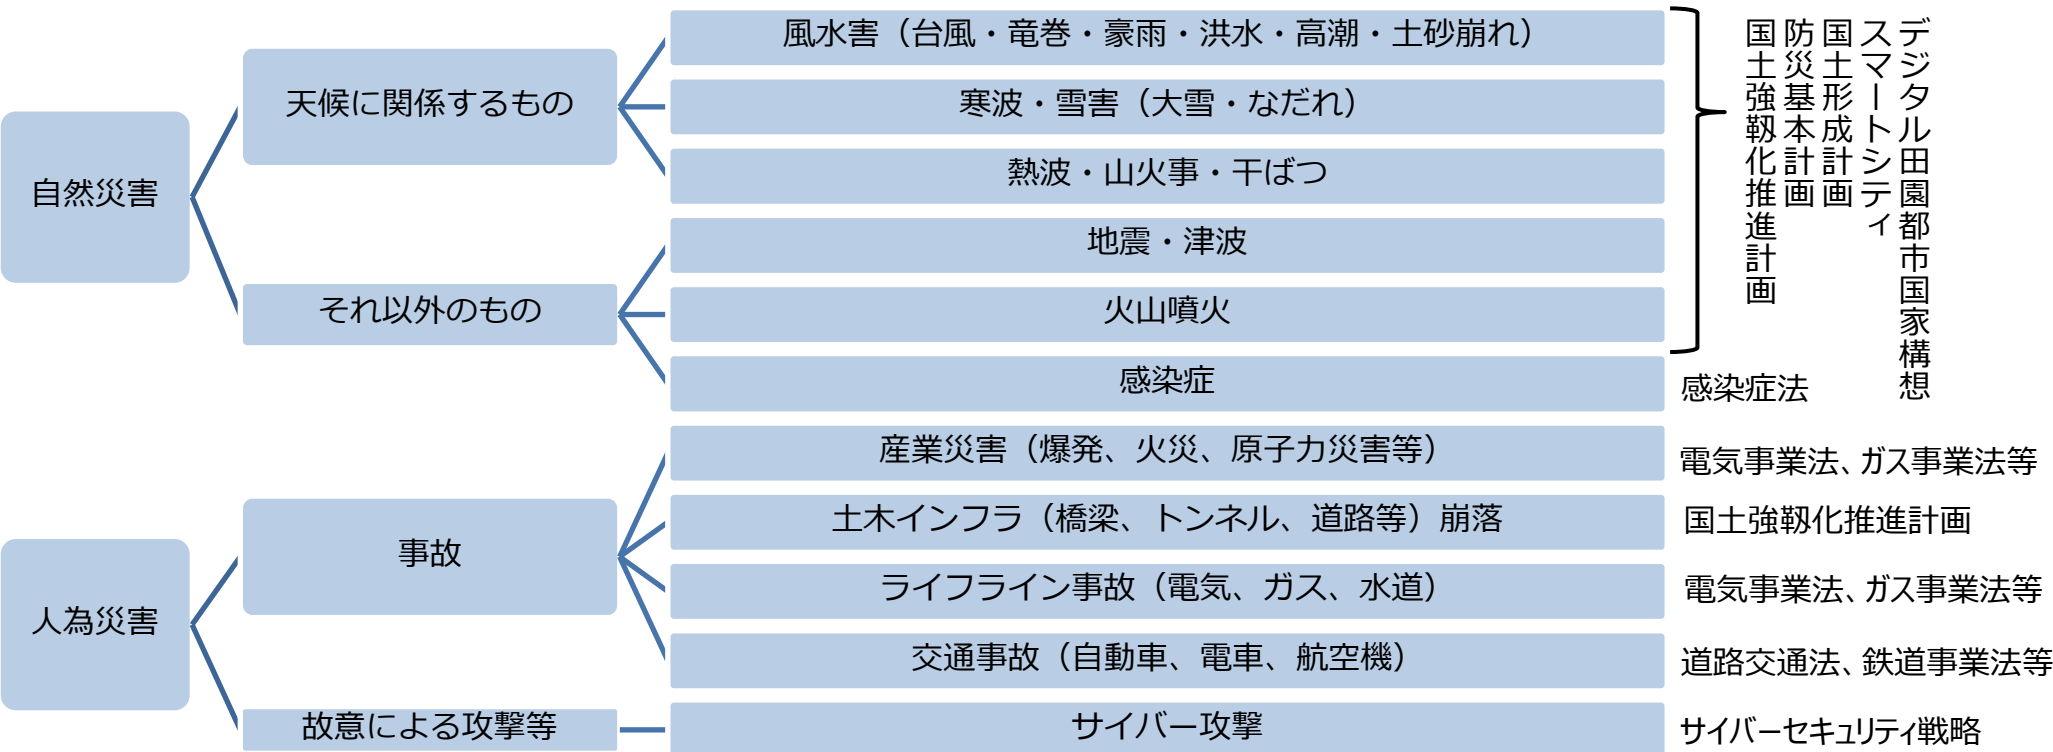 自然災害
天候に関係するもの
風水害（台風・竜巻・豪雨・洪水・高潮・土砂崩れ）
寒波・雪害（大雪・なだれ）
熱波・山火事・干ばつ
それ以外のもの
地震・津波
火山噴火
感染症
デジタル田園都市国家構想
スマートシティ
国土形成計画
防災基本計画
国土強靱化推進計画
感染症法
人為災害
事故
産業災害（爆発、火災、原子力災害等）
電気事業法、ガス事業法等
土木インフラ（橋梁、トンネル、道路等）崩落
国土強靱化推進計画
ライフライン事故（電気、ガス、水道）
電気事業法、ガス事業法等
交通事故（自動車、電車、航空機）
道路交通法、鉄道事業法等
故意による攻撃等
サイバー攻撃
サイバーセキュリティ戦略